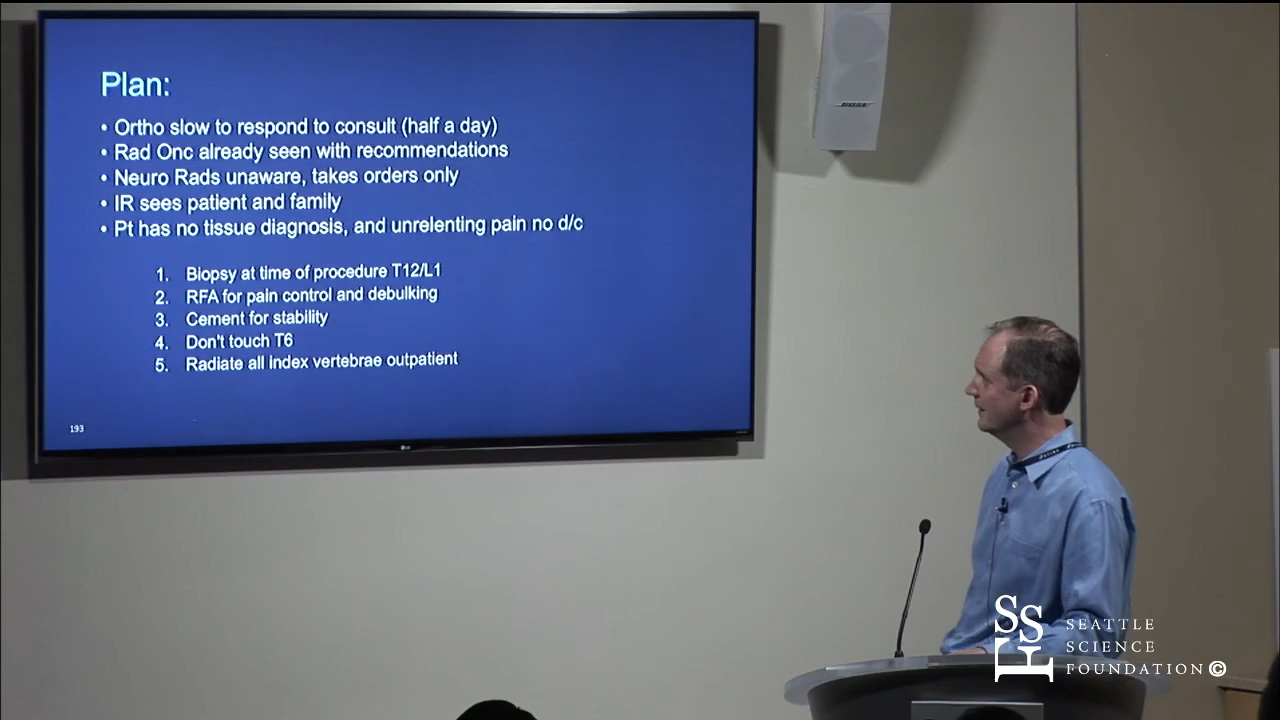 Plan:
• Ortho slow to respond to consult (half a day)
• Rad Onc already seen with recommendations
• Neuro Rads unaware, takes orders only
• IR sees patient and family
• Pt has no tissue diagnosis, and unrelenting pain no d/c
1. Biopsy at time of procedure T12/L1
2. RFA for pain control and debulking
3. Cement for stability
4. Don't touch T6
5. Radiate all index vertebrae outpatient
193
LG
BOSE
SSF
SEATTLE
SCIENCE
FOUNDATION©